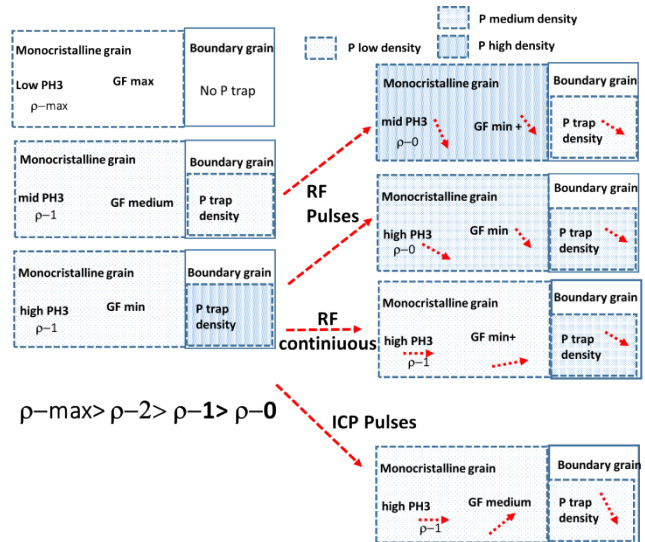 P medium density
P low density
P high density
Monocristalline grain
Boundary grain
Low PH3
GF max
No P trap
ρ−max
Monocristalline grain
Boundary grain
mid PH3
GF medium
P trap
density
ρ−1
Monocristalline grain
Boundary grain
high PH3
GF min
P trap
density
ρ−1
RF
Pulses
RF
continiuous
ICP Pulses
ρ−max> ρ−2> ρ−1> ρ−0
Monocristalline grain
Boundary grain
mid PH3
GF min +
P trap
density
ρ−0
Monocristalline grain
Boundary grain
high PH3
GF min
P trap
density
ρ−0
Monocristalline grain
Boundary grain
high PH3
GF min+
P trap
density
ρ−1
Monocristalline grain
Boundary grain
high PH3
GF medium
P trap
density
ρ−1